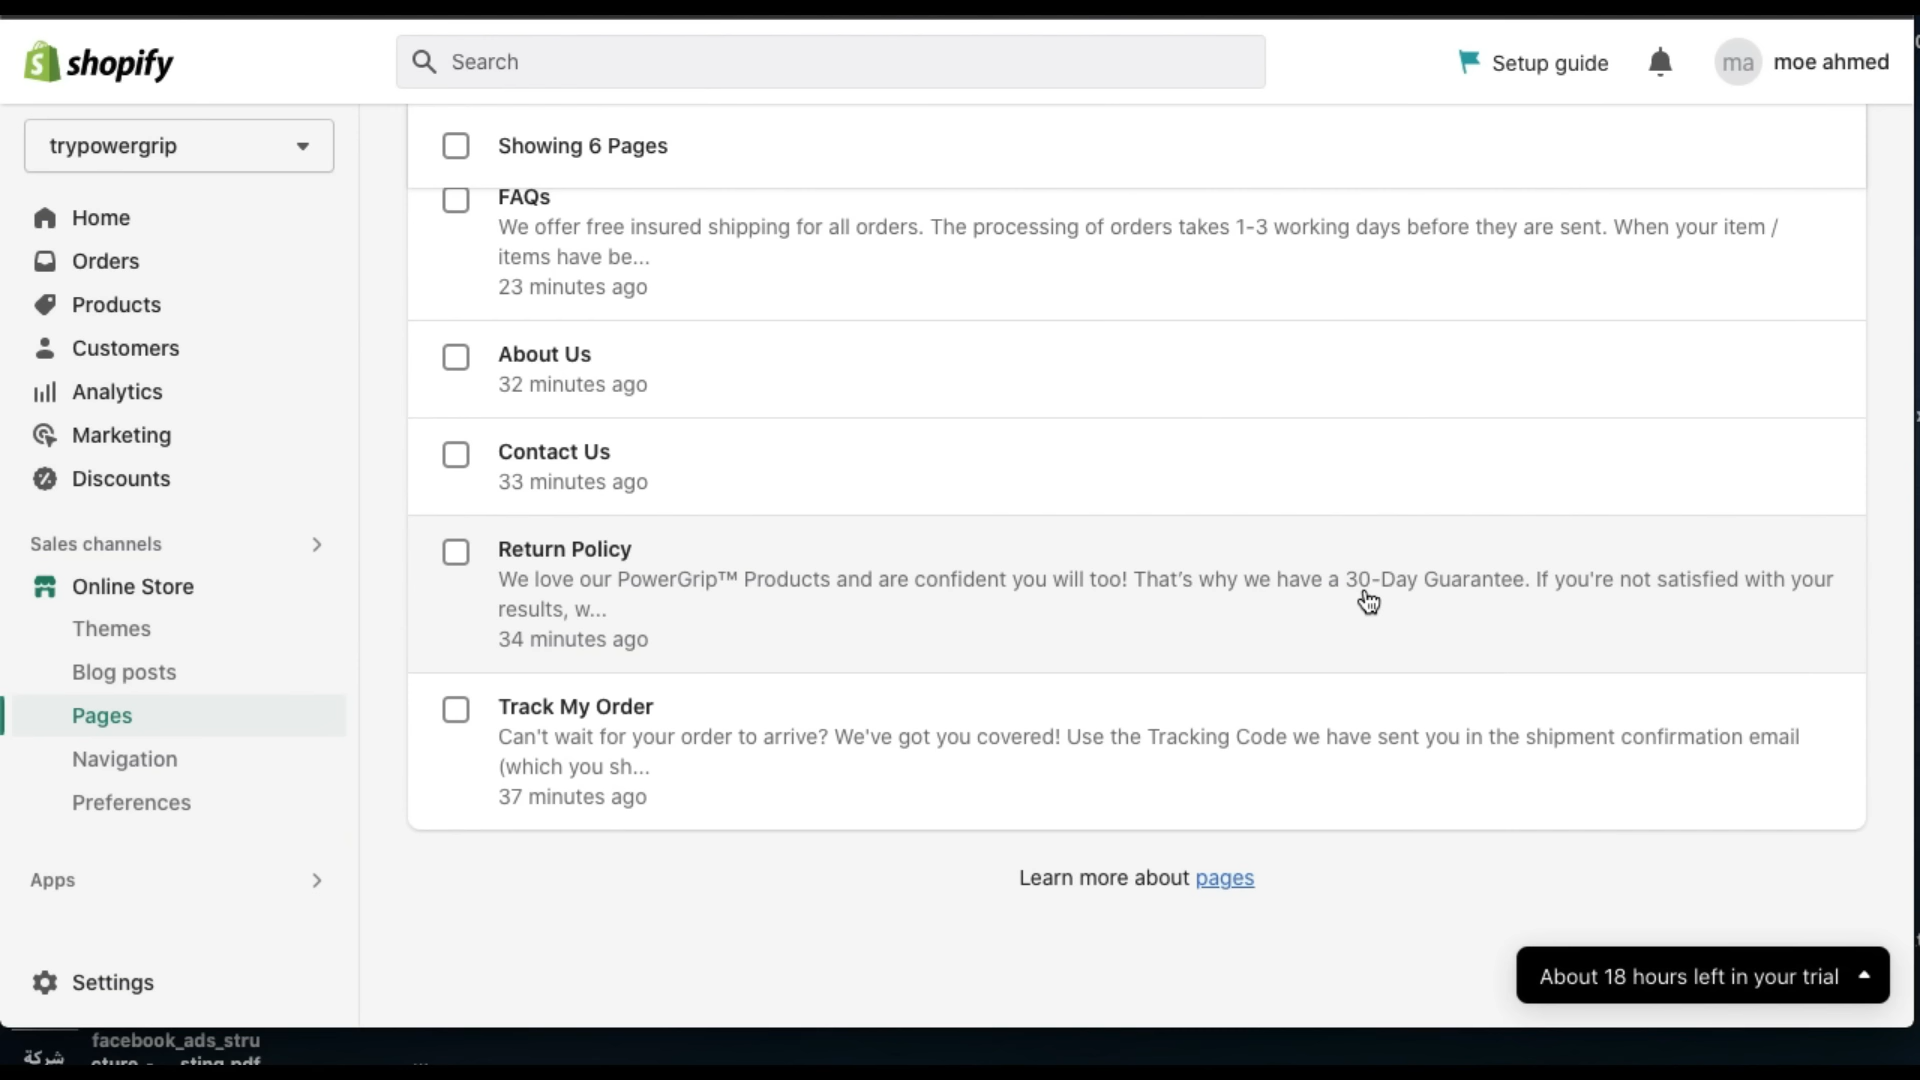 shopify
Search
Setup guide
ma
moe ahmed
trypowergrip
Home
Orders
Products
Customers
Analytics
Marketing
Discounts
Sales channels
Online Store
Themes
Blog posts
Pages
Navigation
Preferences
Apps
Settings
Showing 6 Pages
FAQs
We offer free insured shipping for all orders. The processing of orders takes 1-3 working days before they are sent. When your item /
items have be...
23 minutes ago
About Us
32 minutes ago
Contact Us
33 minutes ago
Return Policy
We love our PowerGrip™ Products and are confident you will too! That’s why we have a 30-Day Guarantee. If you're not satisfied with your
results, w...
34 minutes ago
Track My Order
Can't wait for your order to arrive? We've got you covered! Use the Tracking Code we have sent you in the shipment confirmation email
(which you sh...
37 minutes ago
Learn more about pages
About 18 hours left in your trial
شركة
facebook_ads_stru
sting.pdf